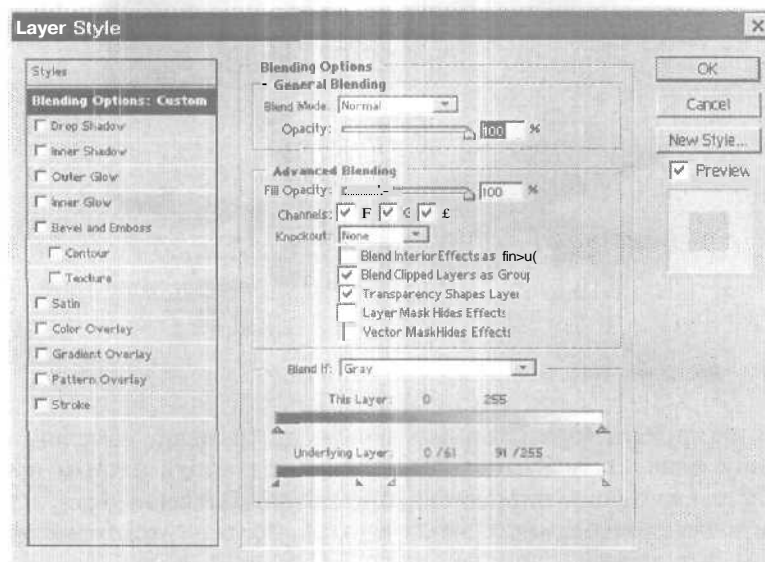 Layer Style
Styles
Blending Options: Custom
Drop Shadow
Inner Shadow
Outer Glow
Inner Glow
Bevel and Emboss
Contour
Texture
Satin
Color Overlay
Gradient Overlay
Pattern Overlay
Stroke
Blending Options
General Blending
Blend Mode: Normal
Opacity: 100 %
Advanced Blending
Fill Opacity: 100 %
Channels: F G £
Knockout: None
Blend Interior Effects as fin>u(
Blend Clipped Layers as Group
Transparency Shapes Layer
Layer Mask Hides Effects
Vector Mask Hides Effects
Blend If: Gray
This Layer: 0 255
Underlying Layer: 0 /61 91 /255
OK
Cancel
New Style...
Preview